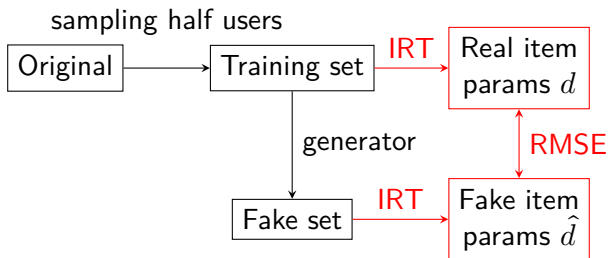 sampling half users
Original
Training set
IRT
Real item
params d
generator
RMSE
Fake set
IRT
Fake item
params d̂